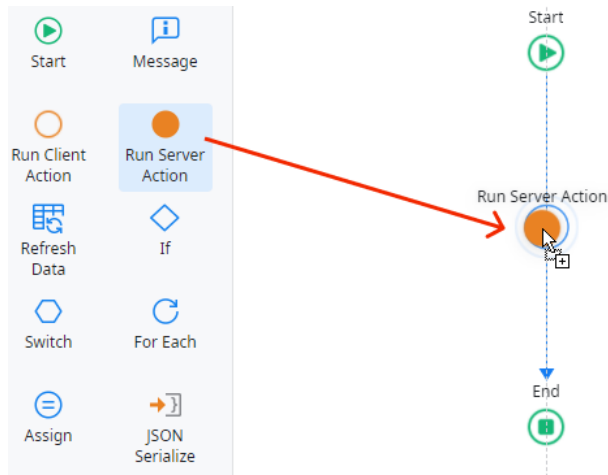 Start
Message
Run Client
Action
Run Server
Action
Refresh
Data
If
Switch
For Each
Assign
JSON
Serialize
Start
Run Server Action
End